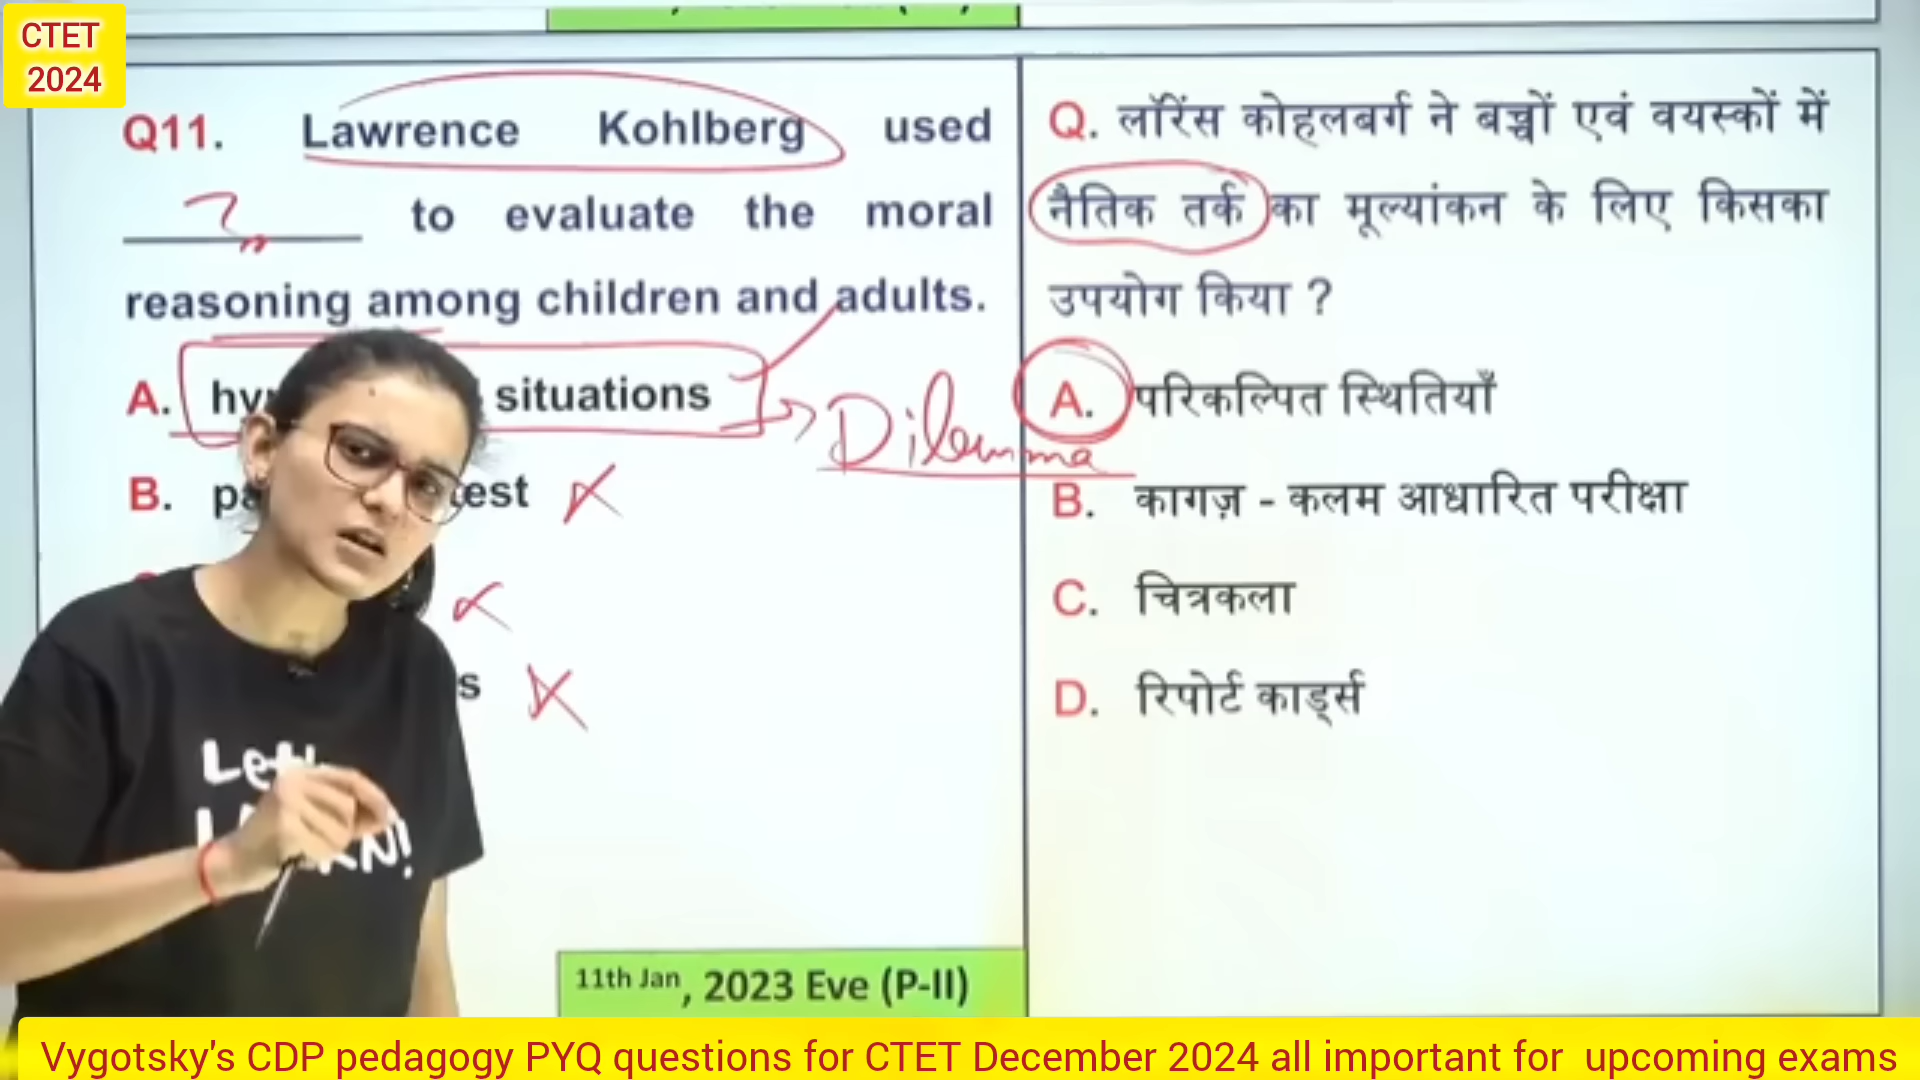 CTET
2024
Q11. Lawrence Kohlberg used
? to evaluate the moral
reasoning among children and adults.
A. situations
Dilemma
B.
s
11th Jan, 2023 Eve (P-II)
Q. लॉरेंस कोहलबर्ग ने बच्चों एवं वयस्कों में
नैतिक तर्क का मूल्यांकन के लिए किसका
उपयोग किया ?
A. परिकल्पित स्थितियाँ
B. कागज़ - कलम आधारित परीक्षा
C. चित्रकला
D. रिपोर्ट कार्ड्स
Vygotsky's CDP pedagogy PYQ questions for CTET December 2024 all important for upcoming exams